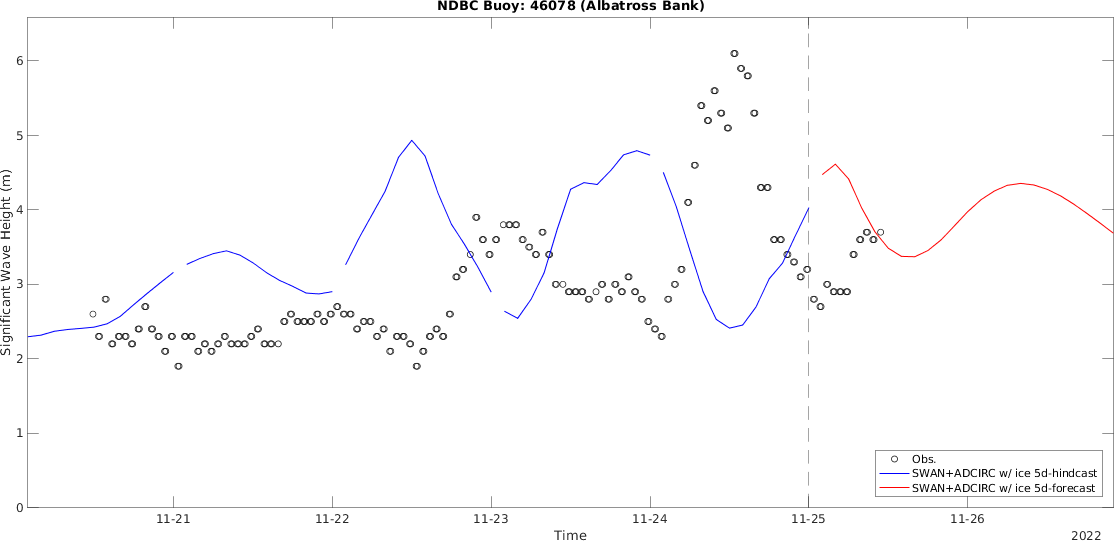 NDBC Buoy: 46078 (Albatross Bank)
Significant Wave Height (m)
6
5
4
3
2
1
0
Obs.
SWAN+ADCIRC w/ ice 5d-hindcast
SWAN+ADCIRC w/ ice 5d-forecast
11-21 11-22 11-23 11-24 11-25 11-26
Time
2022